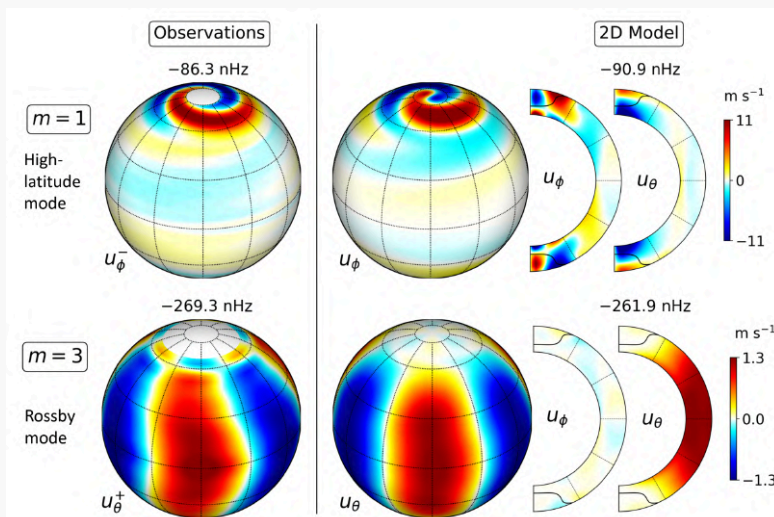 Observations
2D Model
−86.3 nHz
−90.9 nHz
m = 1
High-
latitude
mode
m s⁻¹
11
0
−11
u_ϕ^−
u_ϕ
u_ϕ
u_θ
−269.3 nHz
−261.9 nHz
m = 3
Rossby
mode
m s⁻¹
1.3
0.0
−1.3
u_θ^+
u_θ
u_ϕ
u_θ